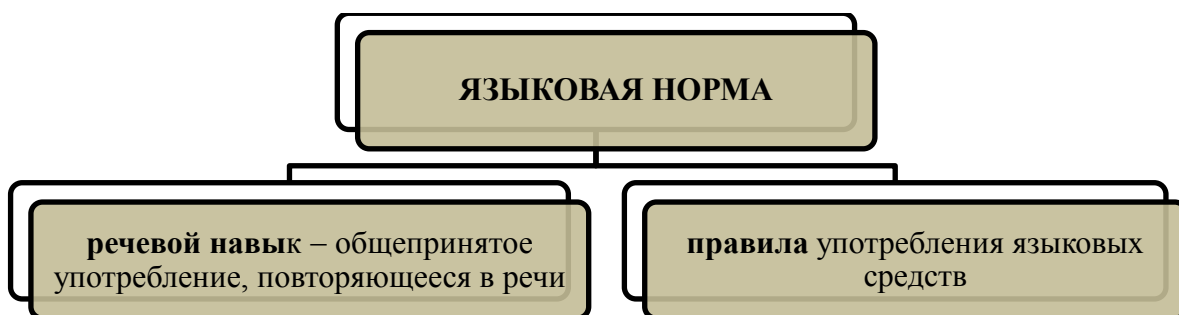 ЯЗЫКОВАЯ НОРМА
речевой навык – общепринятое
употребление, повторяющееся в речи
правила употребления языковых
средств